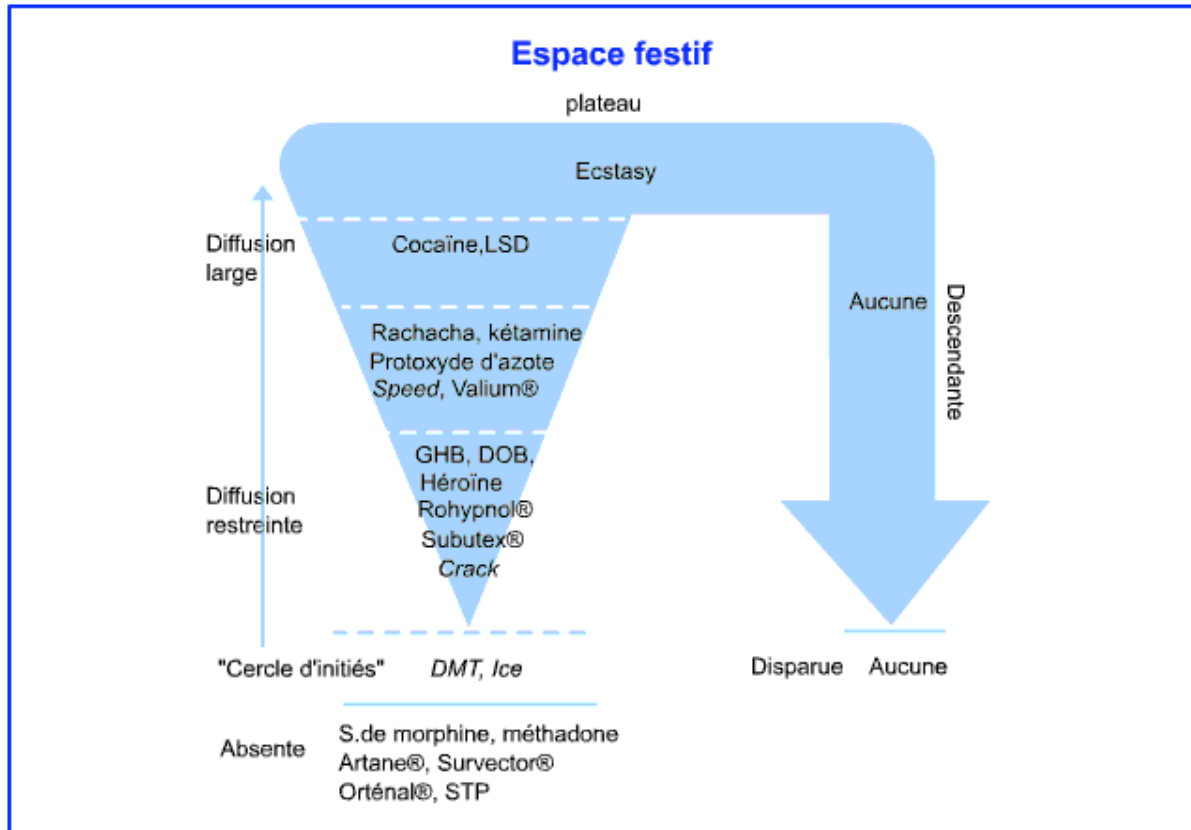 Espace festif
plateau
Ecstasy
Diffusion
large
Cocaïne,LSD
Rachacha, kétamine
Protoxyde d'azote
Speed, Valium®
Aucune
Descendante
Diffusion
restreinte
GHB, DOB,
Héroïne
Rohypnol®
Subutex®
Crack
"Cercle d'initiés"
DMT, Ice
Disparue
Aucune
Absente
S.de morphine, méthadone
Artane®, Survector®
Orténal®, STP